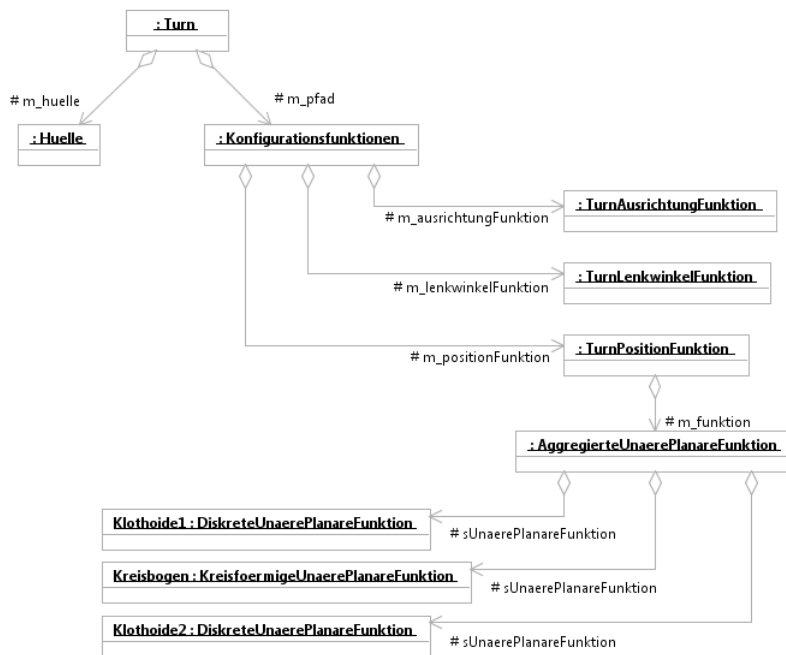 : Turn
# m_huelle
# m_pfad
: Huelle
: Konfigurationsfunktionen
: TurnAusrichtungFunktion
# m_ausrichtungFunktion
: TurnLenkwinkelFunktion
# m_lenkwinkelFunktion
: TurnPositionFunktion
# m_positionFunktion
# m_funktion
: AggregierteUnaerePlanareFunktion
Klothoide1 : DiskreteUnaerePlanareFunktion
# sUnaerePlanareFunktion
Kreisbogen : KreisfoermigeUnaerePlanareFunktion
# sUnaerePlanareFunktion
Klothoide2 : DiskreteUnaerePlanareFunktion
# sUnaerePlanareFunktion